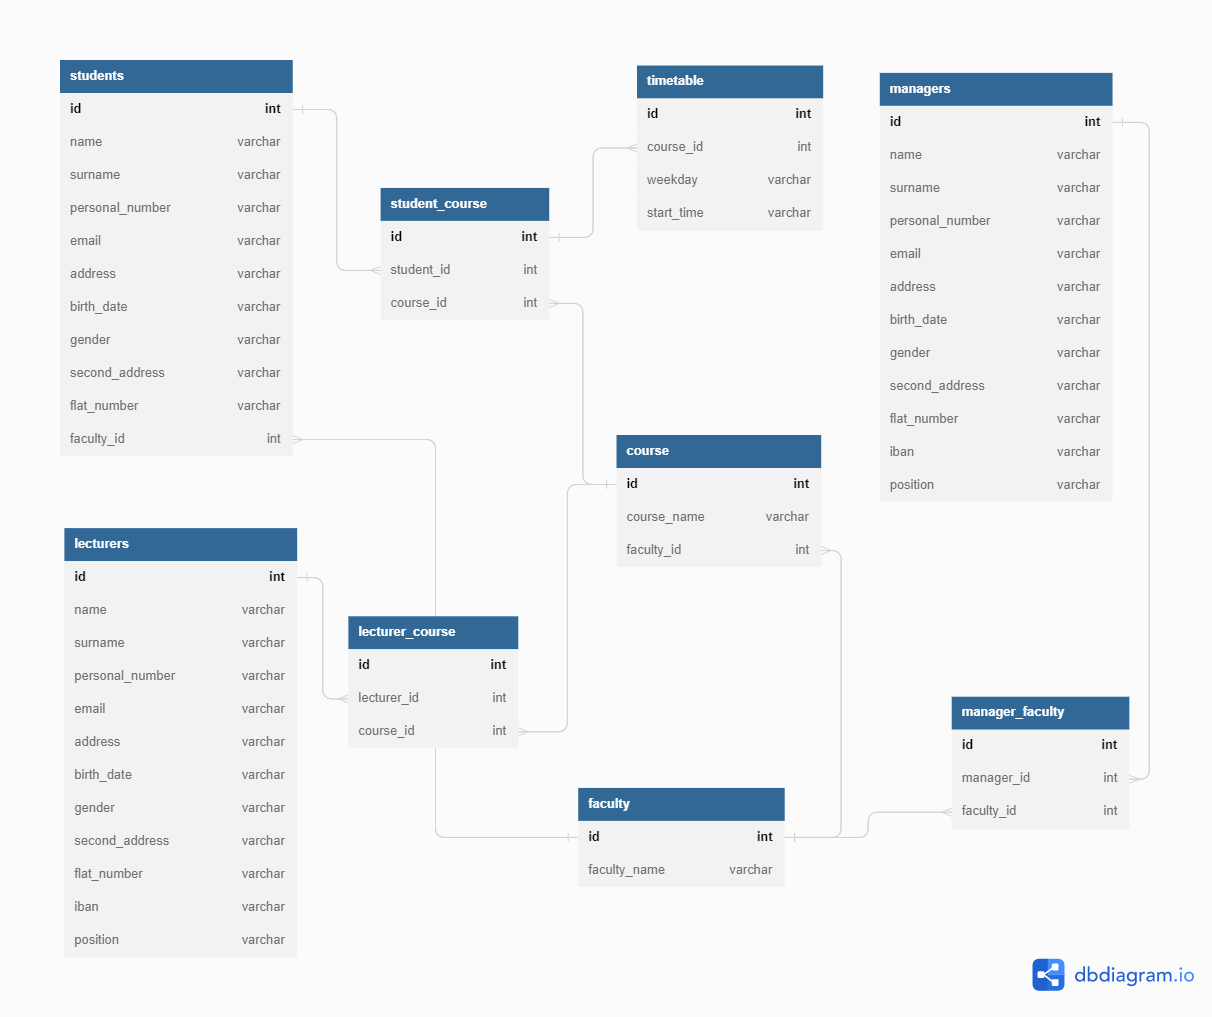 students
id int
name varchar
surname varchar
personal_number varchar
email varchar
address varchar
birth_date varchar
gender varchar
second_address varchar
flat_number varchar
faculty_id int
student_course
id int
student_id int
course_id int
timetable
id int
course_id int
weekday varchar
start_time varchar
managers
id int
name varchar
surname varchar
personal_number varchar
email varchar
address varchar
birth_date varchar
gender varchar
second_address varchar
flat_number varchar
iban varchar
position varchar
course
id int
course_name varchar
faculty_id int
lecturers
id int
name varchar
surname varchar
personal_number varchar
email varchar
address varchar
birth_date varchar
gender varchar
second_address varchar
flat_number varchar
iban varchar
position varchar
lecturer_course
id int
lecturer_id int
course_id int
faculty
id int
faculty_name varchar
manager_faculty
id int
manager_id int
faculty_id int
dbdiagram.io